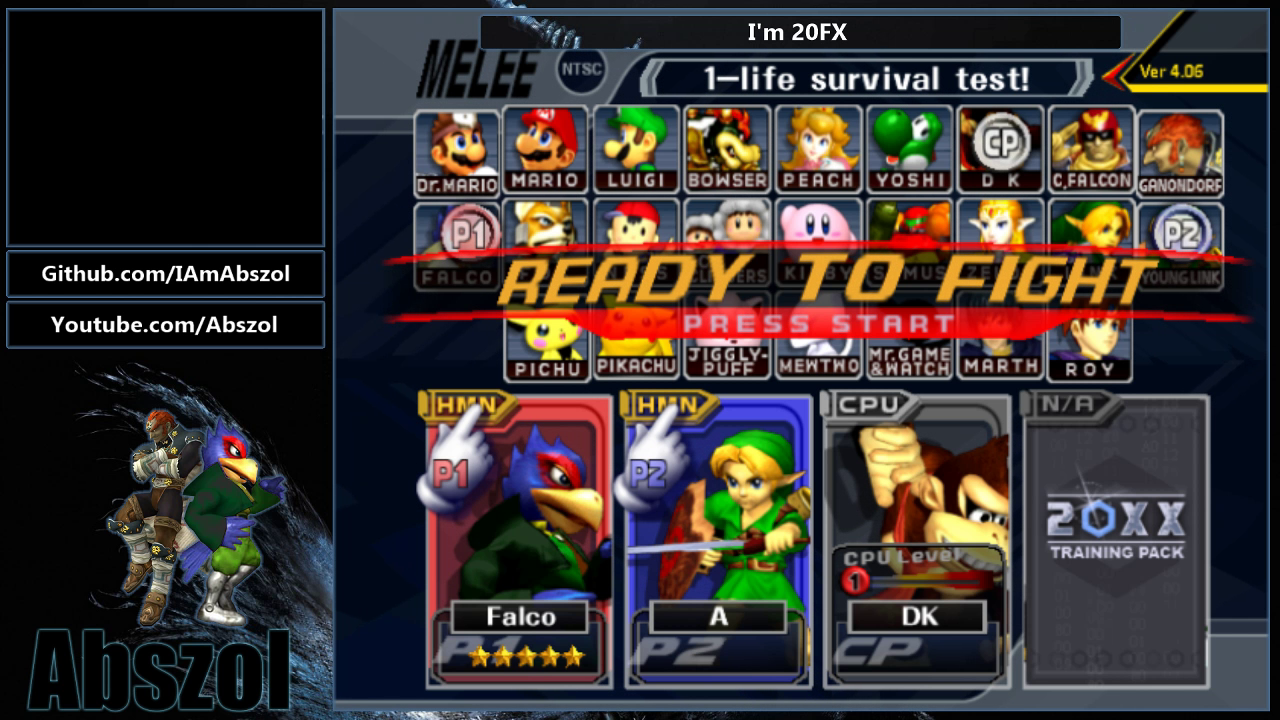 I'm 20FX
MELEE
NTSC
1-life survival test!
Ver 4.06
Dr.MARIO
MARIO
LUIGI
BOWSER
PEACH
YOSHI
CP
D K
C.FALCON
GANONDORF
P1
FALCO
P2
YOUNG LINK
READY TO FIGHT
PRESS START
PICHU
PIKACHU
JIGGLY-
PUFF
MEWTWO
Mr.GAME
&WATCH
MARTH
ROY
Github.com/IAmAbszol
Youtube.com/Abszol
Abszol
HMN
P1
Falco
P1
HMN
P2
A
P2
CPU
CPU Level
1
DK
CP
N/A
20XX
TRAINING PACK